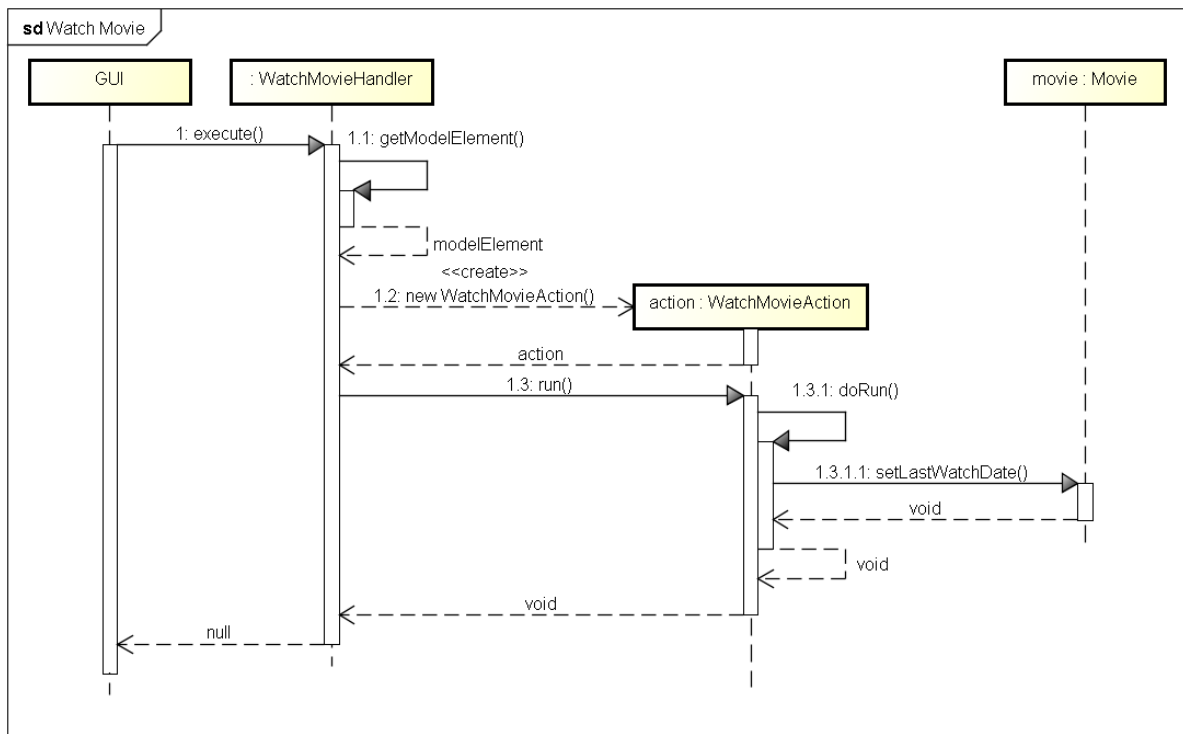 sd Watch Movie
GUI
: WatchMovieHandler
movie : Movie
1: execute()
1.1: getModelElement()
modelElement
<<create>>
1.2: new WatchMovieAction()
action : WatchMovieAction
action
1.3: run()
1.3.1: doRun()
1.3.1.1: setLastWatchDate()
void
void
void
null